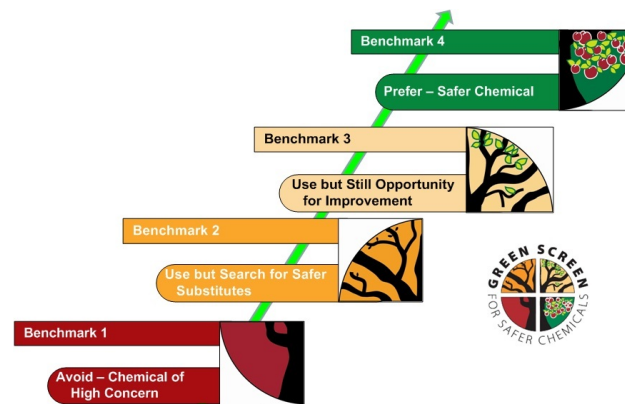 Benchmark 4
Prefer – Safer Chemical
Benchmark 3
Use but Still Opportunity
for Improvement
Benchmark 2
Use but Search for Safer
Substitutes
Benchmark 1
Avoid – Chemical of
High Concern
GREEN SCREEN
FOR SAFER CHEMICALS